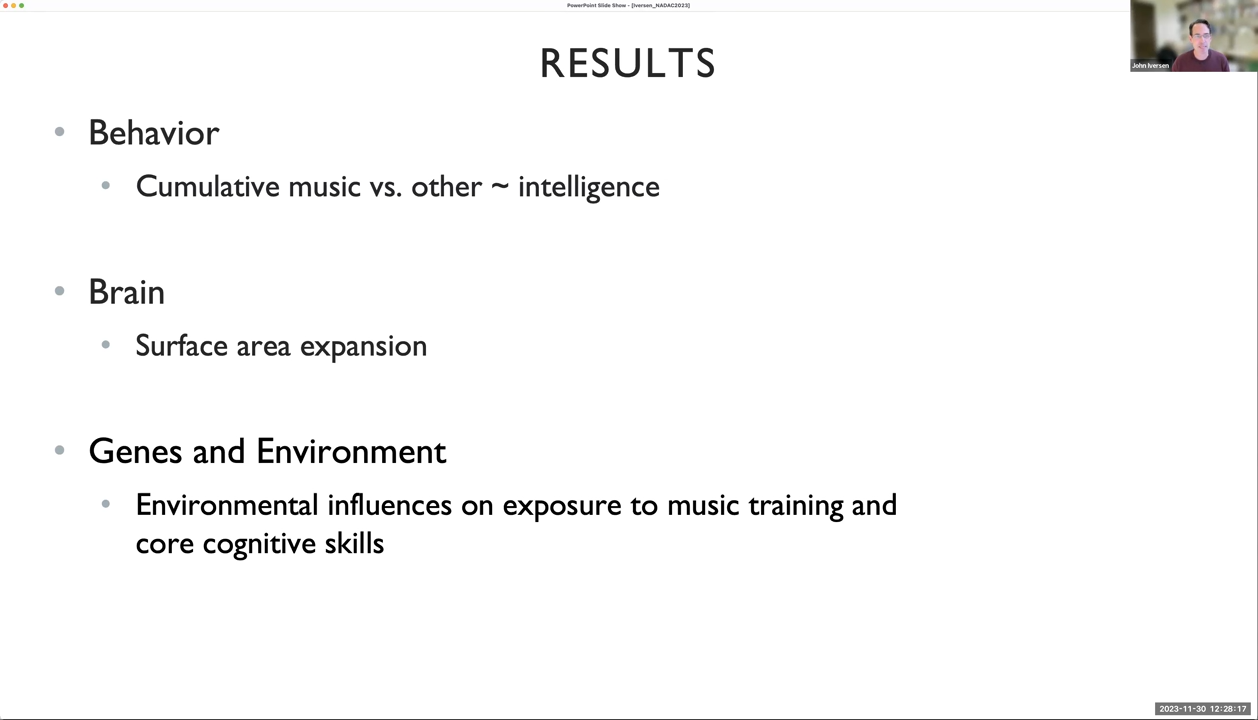 PowerPoint Slide Show - [Iversen_NADAC2023]
John Iversen
RESULTS
• Behavior
• Cumulative music vs. other ~ intelligence
• Brain
• Surface area expansion
• Genes and Environment
• Environmental influences on exposure to music training and
core cognitive skills
2023-11-30 12:28:17